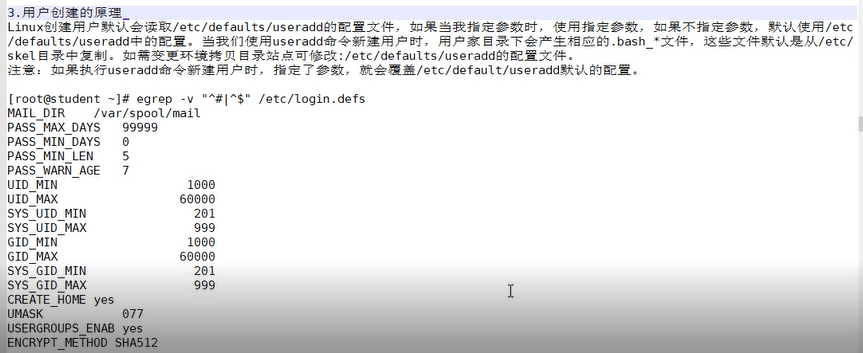 3.用户创建的原理
Linux创建用户默认会读取/etc/defaults/useradd的配置文件，如果当我指定参数时，使用指定参数，如果不指定参数，默认使用/etc
/defaults/useradd中的配置。当我们使用useradd命令新建用户时，用户家目录下会产生相应的.bash_*文件，这些文件默认是从/etc/
skel目录中复制。如需变更环境拷贝目录站点可修改:/etc/defaults/useradd的配置文件。
注意：如果执行useradd命令新建用户时，指定了参数，就会覆盖/etc/default/useradd默认的配置。
[root@student ~]# egrep -v "^#|^$" /etc/login.defs
MAIL_DIR /var/spool/mail
PASS_MAX_DAYS 99999
PASS_MIN_DAYS 0
PASS_MIN_LEN 5
PASS_WARN_AGE 7
UID_MIN 1000
UID_MAX 60000
SYS_UID_MIN 201
SYS_UID_MAX 999
GID_MIN 1000
GID_MAX 60000
SYS_GID_MIN 201
SYS_GID_MAX 999
CREATE_HOME yes
UMASK 077
USERGROUPS_ENAB yes
ENCRYPT_METHOD SHA512